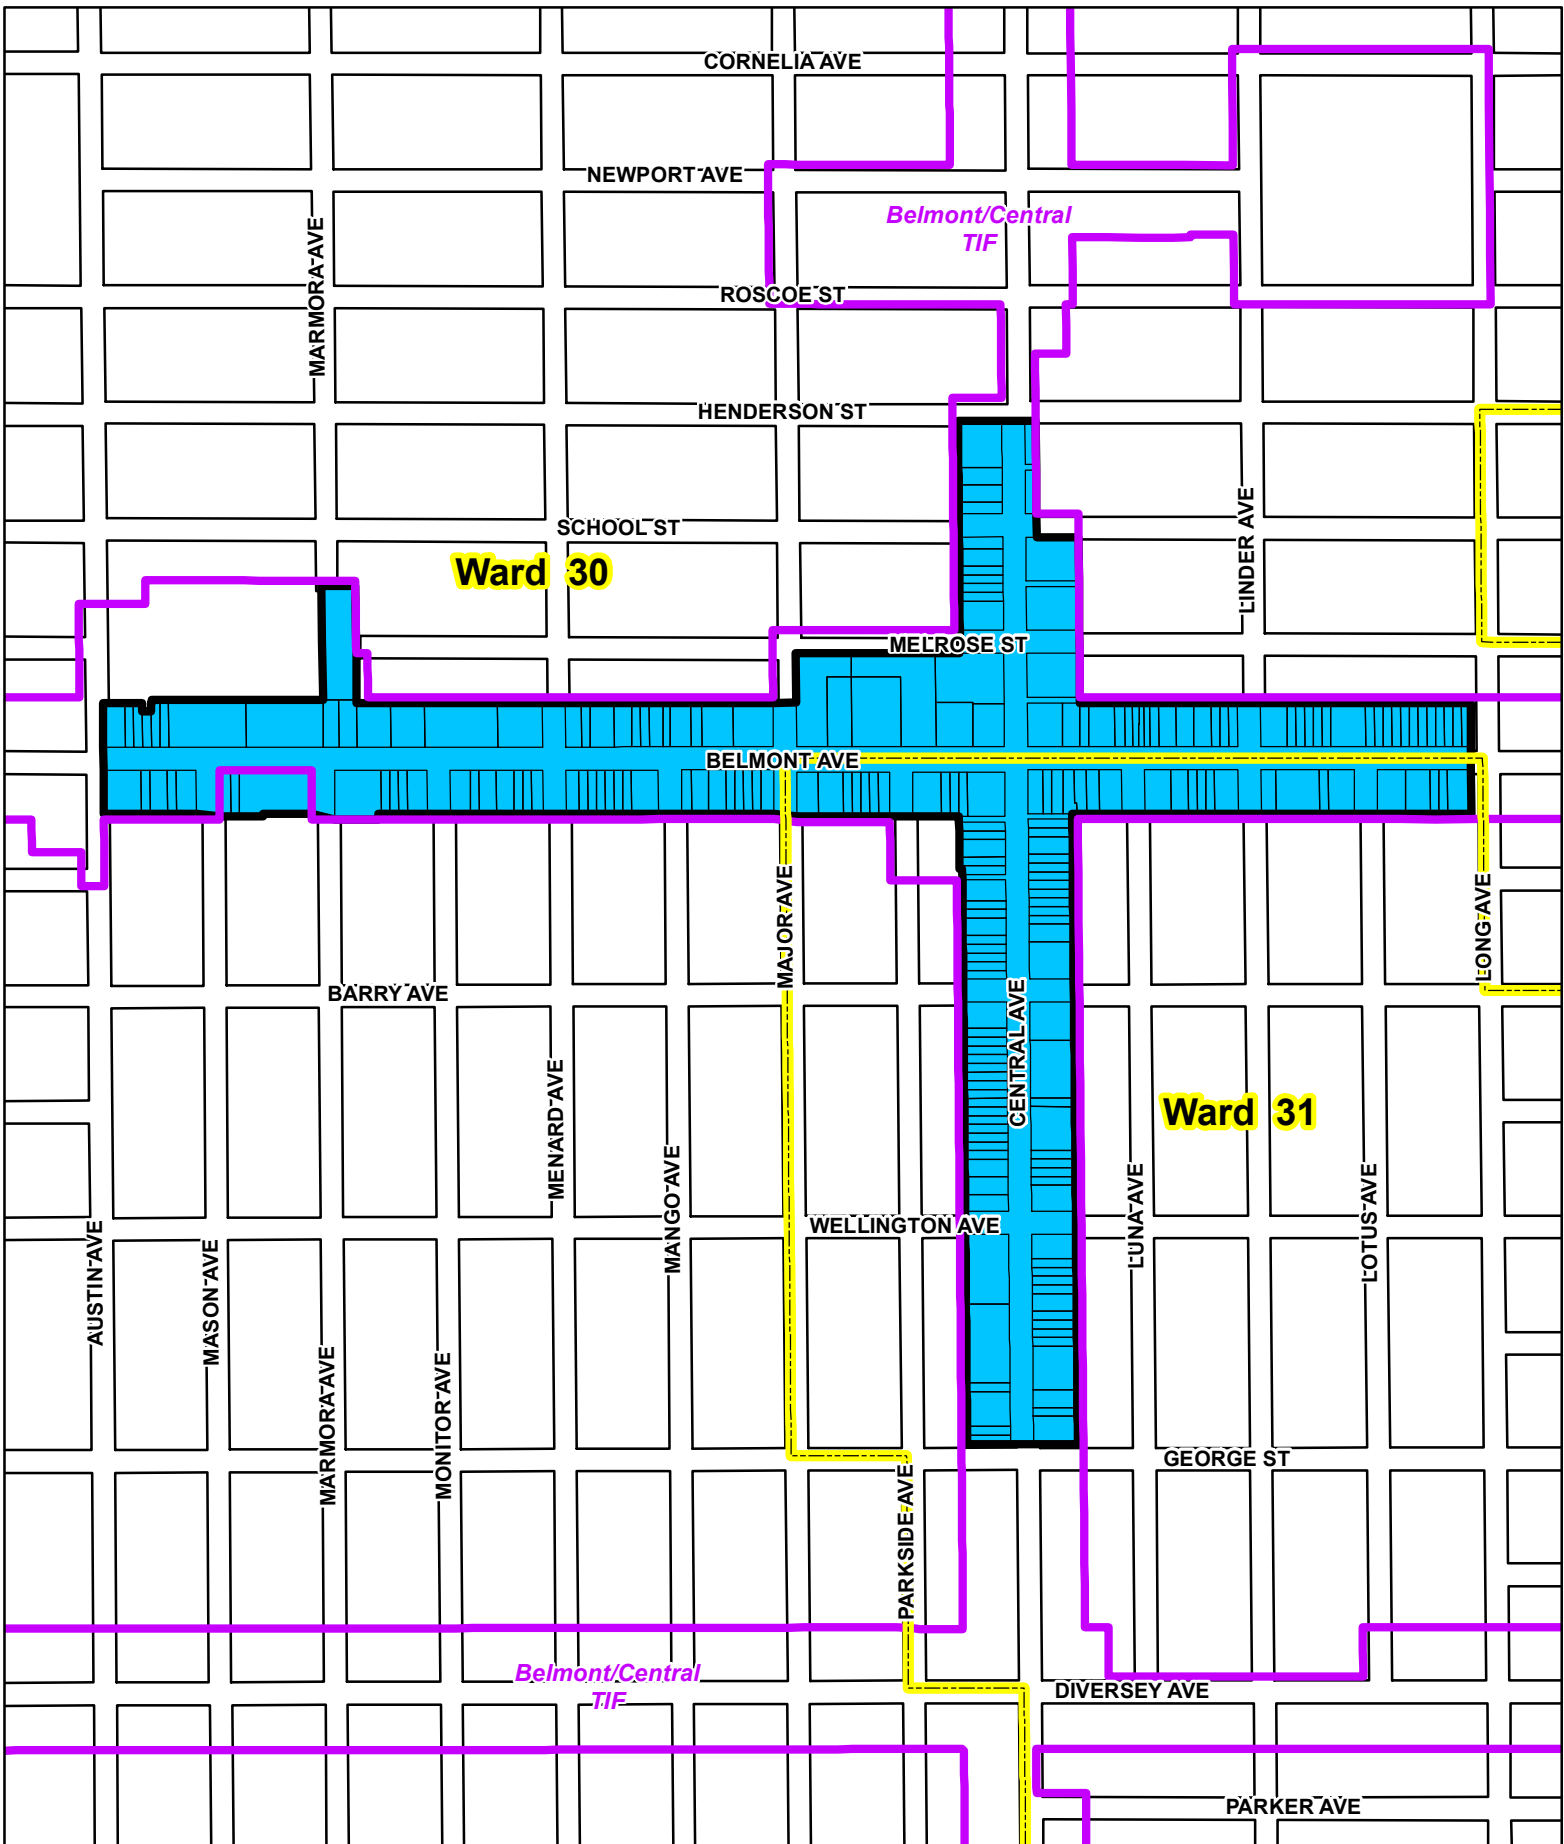 CORNELIA AVE
NEWPORT AVE
Belmont/Central
TIF
MARMORA AVE
ROSCOE ST
HENDERSON ST
SCHOOL ST
LINDER AVE
Ward 30
MELROSE ST
BELMONT AVE
MAJOR AVE
LONG AVE
BARRY AVE
CENTRAL AVE
MENARD AVE
Ward 31
MANGO AVE
LUNA AVE
LOTUS AVE
WELLINGTON AVE
AUSTIN AVE
MASON AVE
MARMORA AVE
MONITOR AVE
GEORGE ST
PARKSIDE AVE
Belmont/Central
TIF
DIVERSEY AVE
PARKER AVE